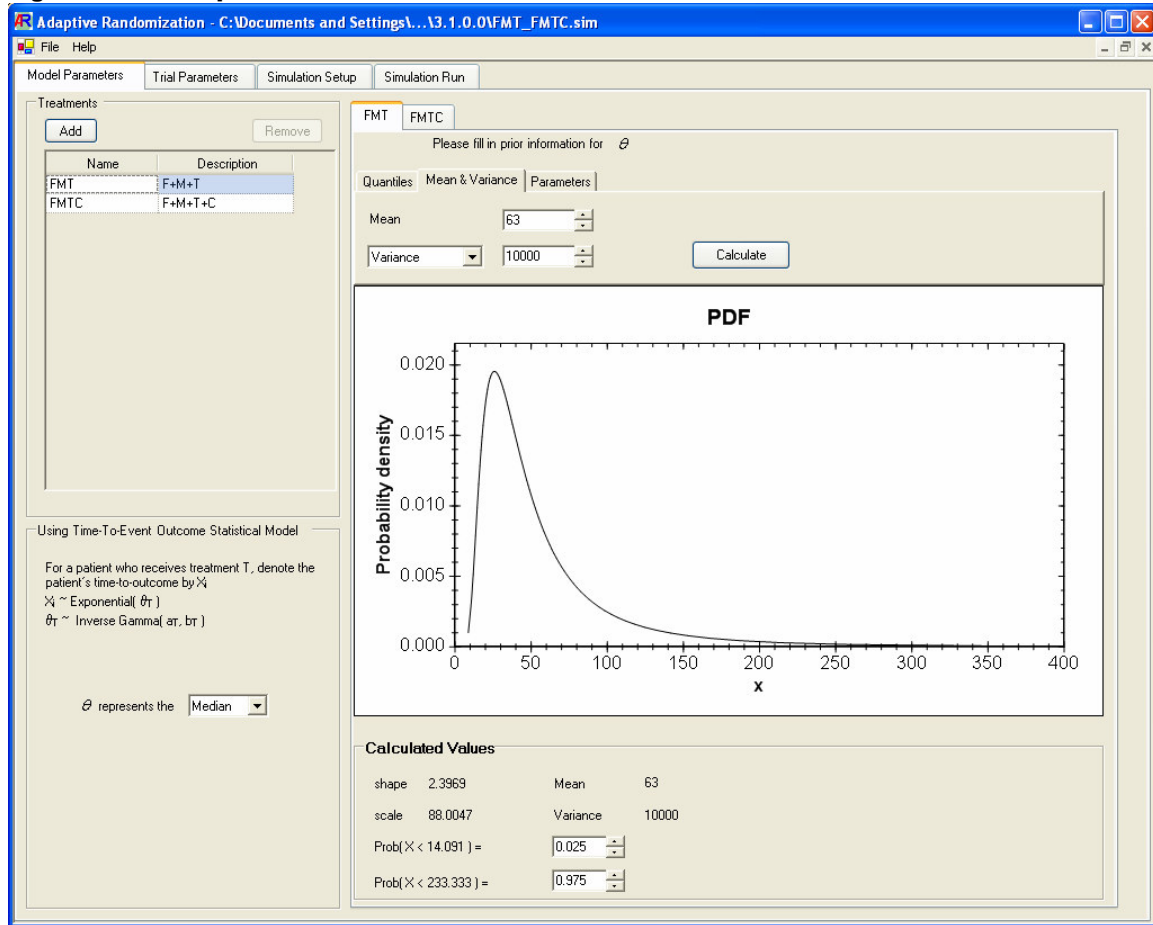 Adaptive Randomization - C:\Documents and Settings\...\3.1.0.0\FMT_FMTC.sim
File Help
Model Parameters Trial Parameters Simulation Setup Simulation Run
Treatments
Add Remove
Name Description
FMT F+M+T
FMTC F+M+T+C
Using Time-To-Event Outcome Statistical Model
For a patient who receives treatment T, denote the
patient's time-to-outcome by Xi
Xi ~ Exponential( θT )
θT ~ Inverse Gamma( aT, bT )
θ represents the Median
FMT FMTC
Please fill in prior information for θ
Quantiles Mean & Variance Parameters
Mean 63
Variance 10000 Calculate
PDF
Probability density
0.020
0.015
0.010
0.005
0.000
0 50 100 150 200 250 300 350 400
x
Calculated Values
shape 2.3969 Mean 63
scale 88.0047 Variance 10000
Prob( X < 14.091 ) = 0.025
Prob( X < 233.333 ) = 0.975